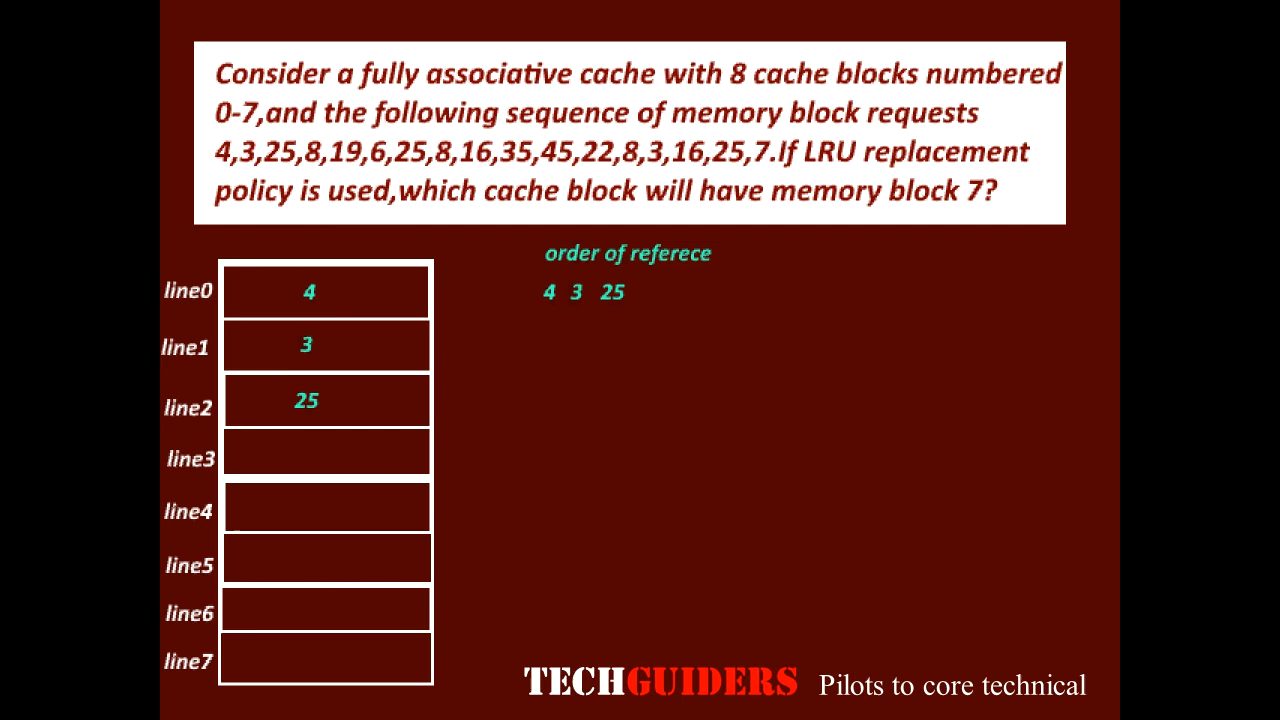 Consider a fully associative cache with 8 cache blocks numbered
0-7,and the following sequence of memory block requests
4,3,25,8,19,6,25,8,16,35,45,22,8,3,16,25,7.If LRU replacement
policy is used,which cache block will have memory block 7?
order of referece
4 3 25
line0 4
line1 3
line2 25
line3
line4
line5
line6
line7
TECHGUIDERS Pilots to core technical